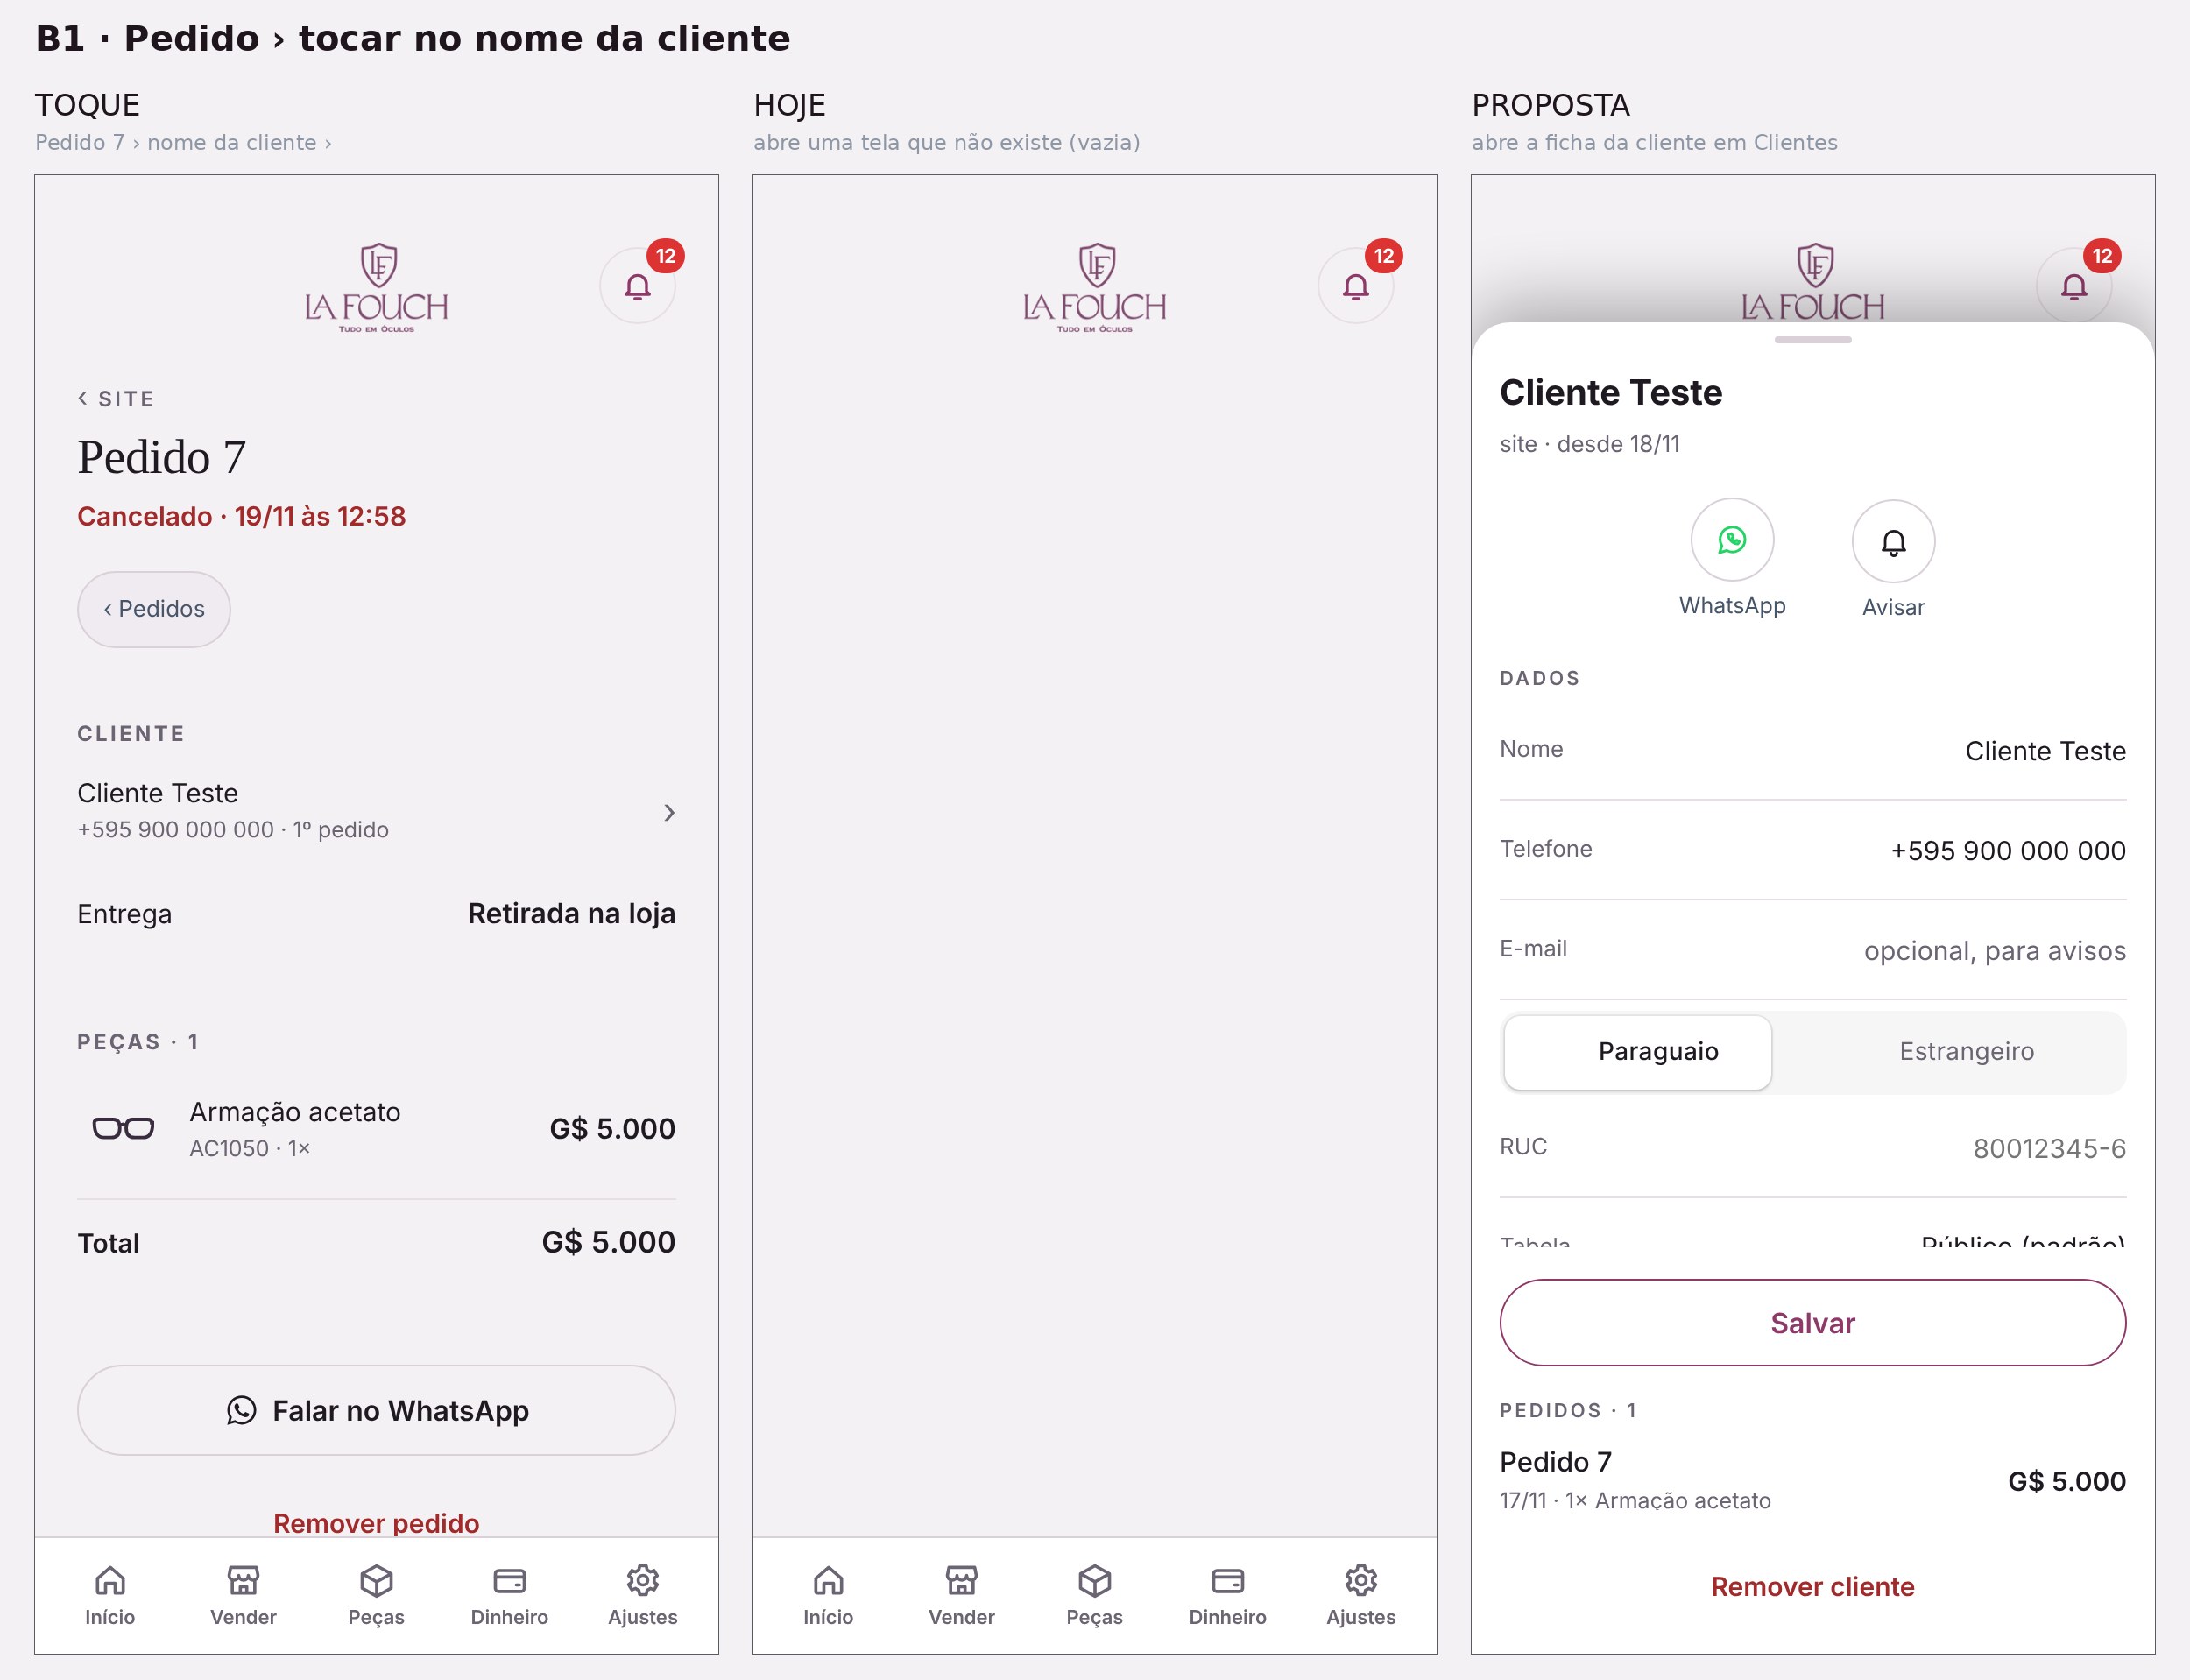 B1 · Pedido › tocar no nome da cliente
TOQUE
Pedido 7 › nome da cliente ›
LF
LA FOUCH
TUDO EM ÓCULOS
12
‹ SITE
Pedido 7
Cancelado · 19/11 às 12:58
‹ Pedidos
CLIENTE
Cliente Teste
+595 900 000 000 · 1º pedido
›
Entrega Retirada na loja
PEÇAS · 1
Armação acetato
AC1050 · 1×
G$ 5.000
Total G$ 5.000
Falar no WhatsApp
Remover pedido
Início Vender Peças Dinheiro Ajustes
HOJE
abre uma tela que não existe (vazia)
LF
LA FOUCH
TUDO EM ÓCULOS
12
Início Vender Peças Dinheiro Ajustes
PROPOSTA
abre a ficha da cliente em Clientes
LF
LA FOUCH
12
Cliente Teste
site · desde 18/11
WhatsApp Avisar
DADOS
Nome Cliente Teste
Telefone +595 900 000 000
E-mail opcional, para avisos
Paraguaio Estrangeiro
RUC 80012345-6
Tabela Público (padrão)
Salvar
PEDIDOS · 1
Pedido 7
17/11 · 1× Armação acetato
G$ 5.000
Remover cliente